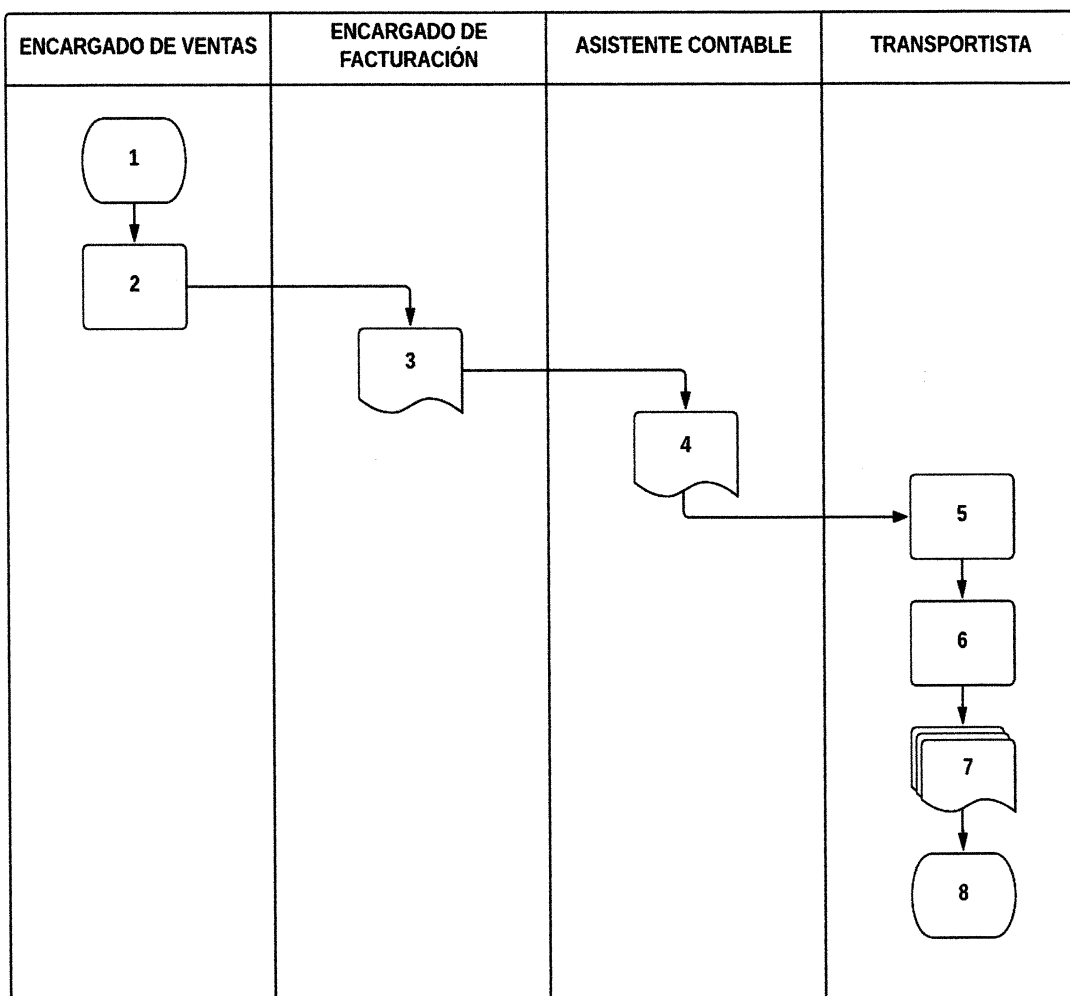 ENCARGADO DE VENTAS
ENCARGADO DE
FACTURACIÓN
ASISTENTE CONTABLE
TRANSPORTISTA
1
2
3
4
5
6
7
8